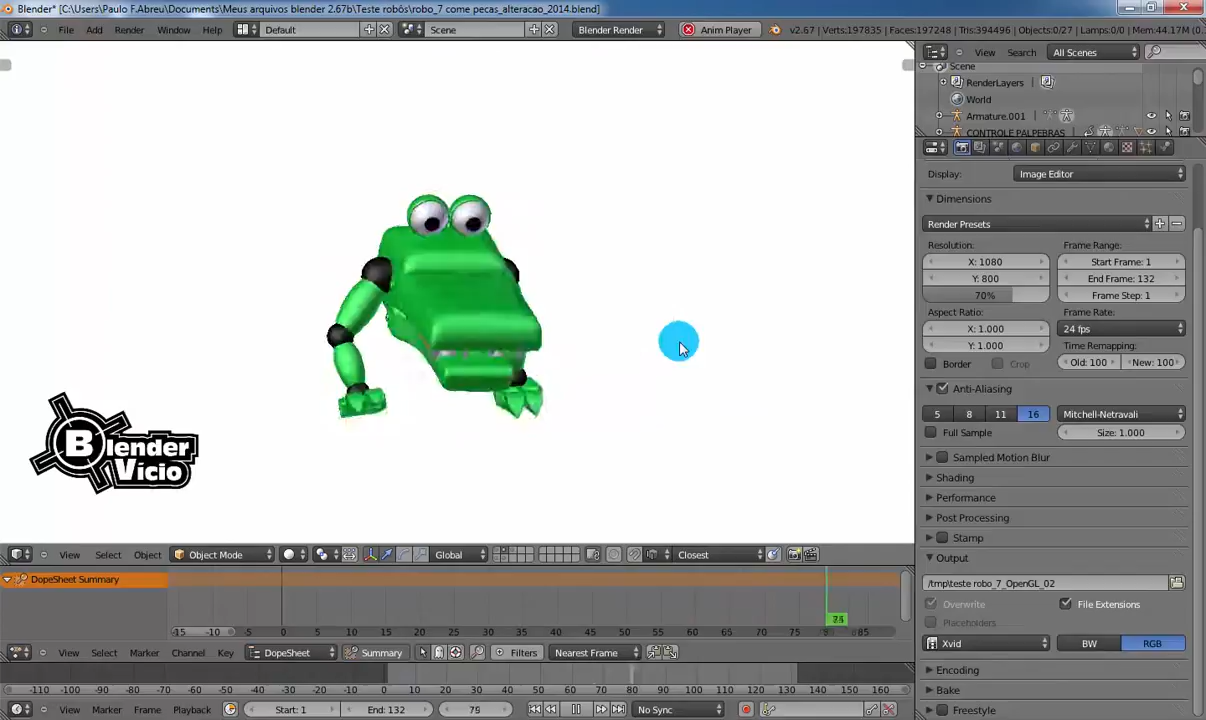 Blender* [C:\Users\Paulo F.Abreu\Documents\Meus arquivos blender 2.67b\Teste robôs\robo_7 come pecas_alteracao_2014.blend]
File Add Render Window Help Default Scene Blender Render Anim Player v2.67 | Verts:197835 | Faces:197248 | Tris:394496 | Objects:0/27 | Lamps:0/0 | Mem:44.17M (0.
View Search All Scenes
Scene
RenderLayers
World
Armature.001
CONTROLE PALPEBRAS
Display: Image Editor
Dimensions
Render Presets
Resolution: Frame Range:
X: 1080 Start Frame: 1
Y: 800 End Frame: 132
70% Frame Step: 1
Aspect Ratio: Frame Rate:
X: 1.000 24 fps
Y: 1.000 Time Remapping:
Border Crop Old: 100 New: 100
Anti-Aliasing
5 8 11 16 Mitchell-Netravali
Full Sample Size: 1.000
Sampled Motion Blur
Shading
Performance
Post Processing
Stamp
Output
/tmp\teste robo_7_OpenGL_02
Overwrite File Extensions
Placeholders
Xvid BW RGB
Encoding
Bake
Freestyle
Blender
Vicio
View Select Object Object Mode Global Closest
DopeSheet Summary
-15 -10 -5 0 5 10 15 20 25 30 35 40 45 50 55 60 65 70 75 85
View Select Marker Channel Key DopeSheet Summary Filters Nearest Frame
-110 -100 -90 -80 -70 -60 -50 -40 -30 -20 -10 0 10 20 30 40 50 60 70 80 90 100 110 120 130 140 150 160
View Marker Frame Playback Start: 1 End: 132 79 No Sync